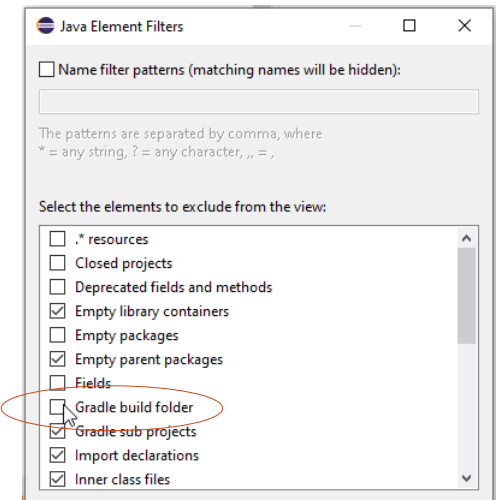 Java Element Filters
Name filter patterns (matching names will be hidden):
The patterns are separated by comma, where
* = any string, ? = any character, ,, = ,
Select the elements to exclude from the view:
.* resources
Closed projects
Deprecated fields and methods
Empty library containers
Empty packages
Empty parent packages
Fields
Gradle build folder
Gradle sub projects
Import declarations
Inner class files